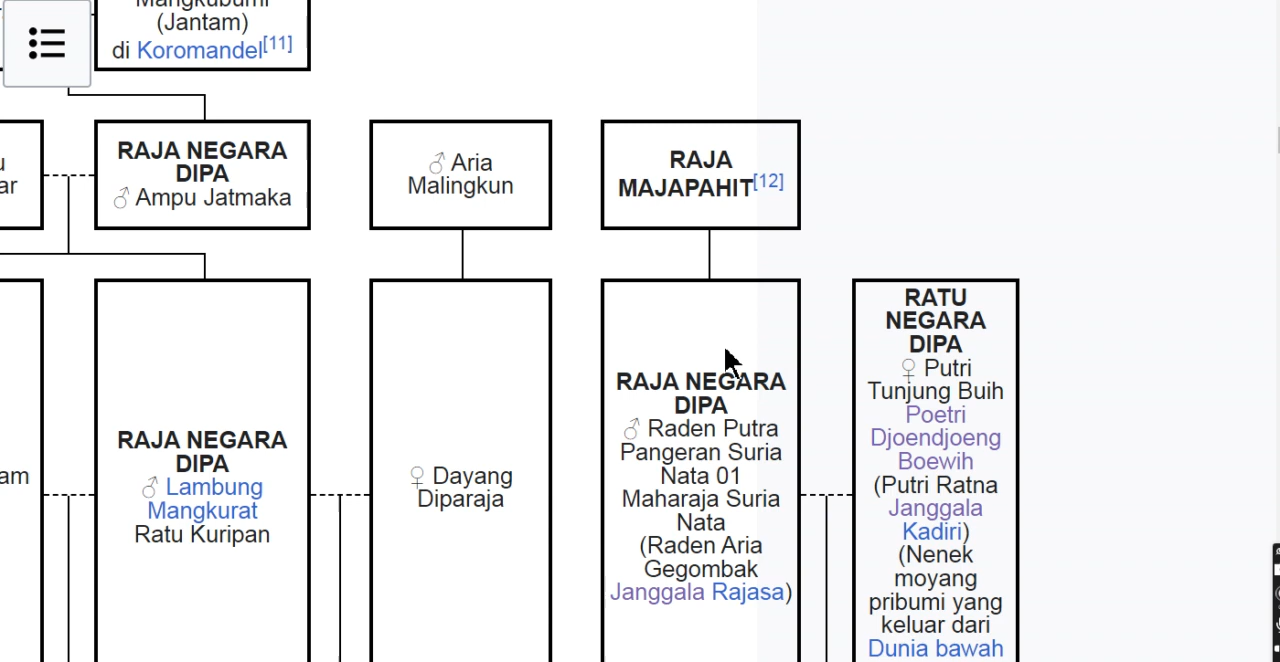 Mangkubumi
(Jantam)
di Koromandel[11]
ar
RAJA NEGARA
DIPA
♂ Ampu Jatmaka
♂ Aria
Malingkun
RAJA
MAJAPAHIT[12]
am
RAJA NEGARA
DIPA
♂ Lambung
Mangkurat
Ratu Kuripan
♀ Dayang
Diparaja
RAJA NEGARA
DIPA
♂ Raden Putra
Pangeran Suria
Nata 01
Maharaja Suria
Nata
(Raden Aria
Gegombak
Janggala Rajasa)
RATU
NEGARA
DIPA
♀ Putri
Tunjung Buih
Poetri
Djoendjoeng
Boewih
(Putri Ratna
Janggala
Kadiri)
(Nenek
moyang
pribumi yang
keluar dari
Dunia bawah